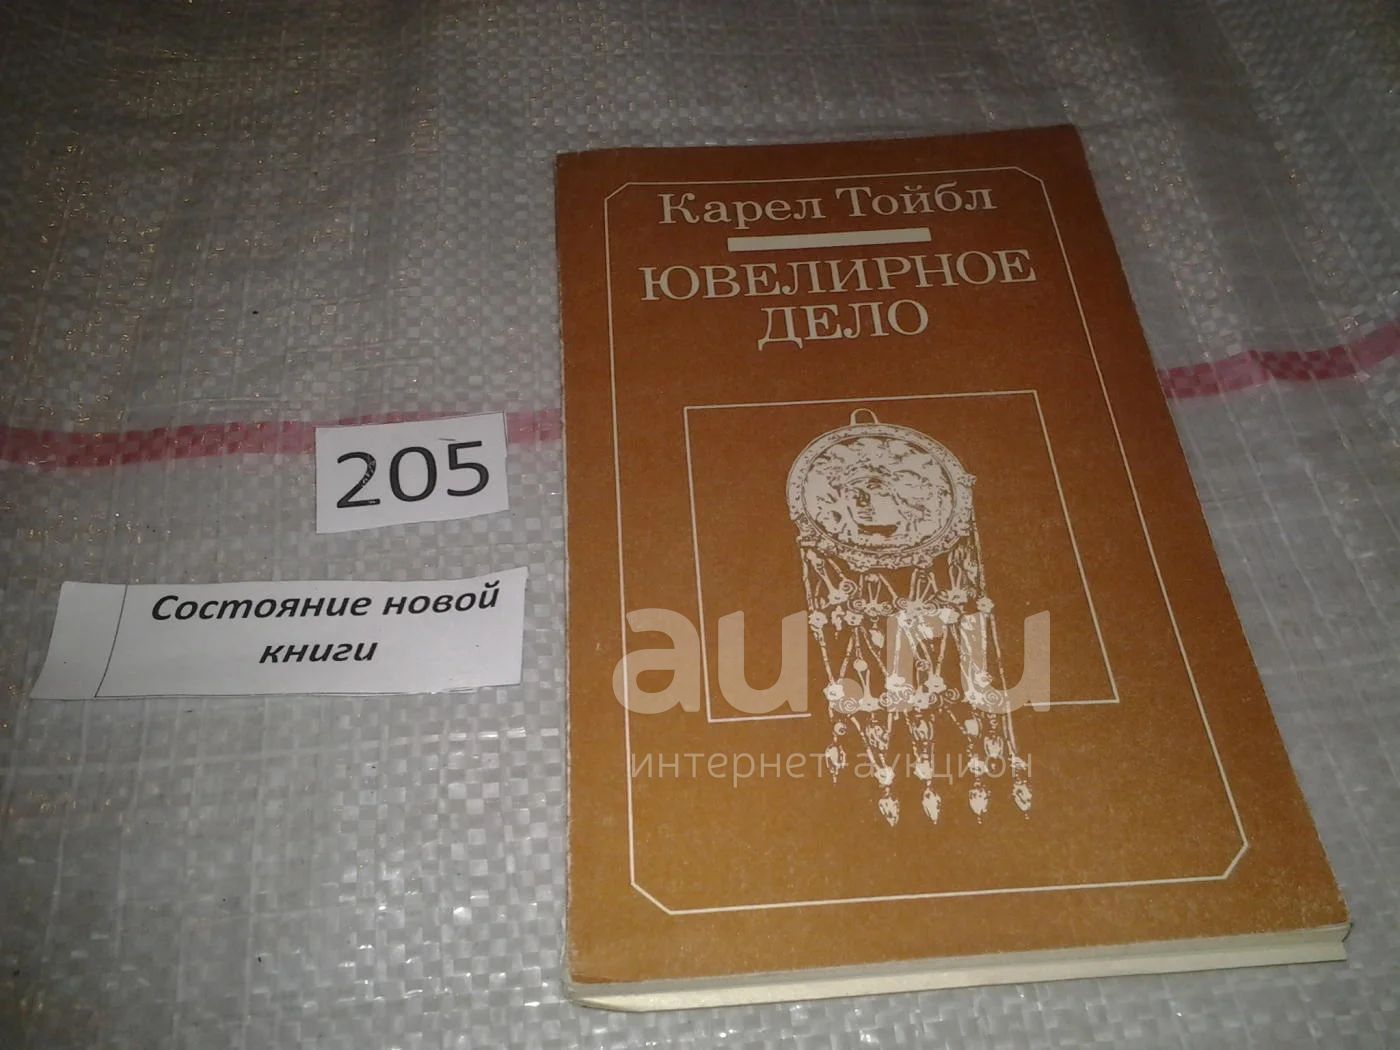 Карел Тойбл
ЮВЕЛИРНОЕ
ДЕЛО
205
Состояние новой
книги
au.ru
интернет-аукцион